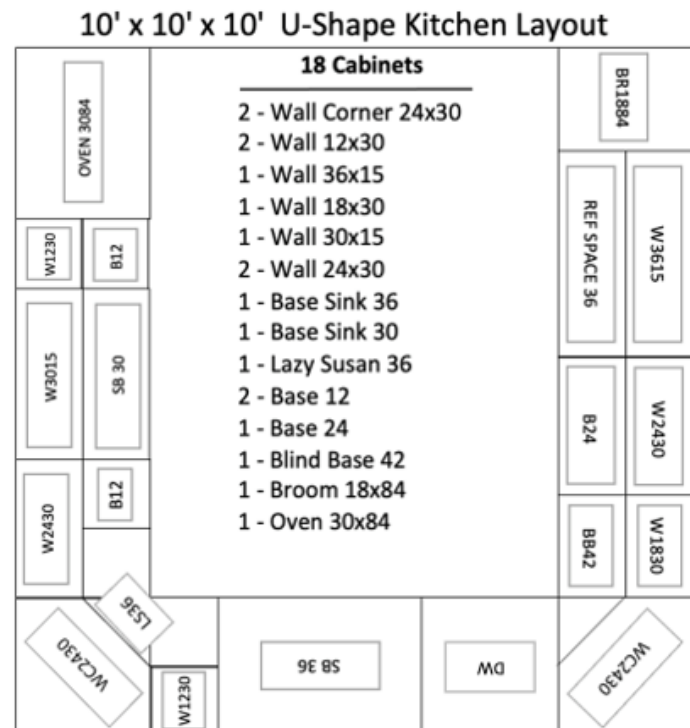 10' x 10' x 10' U-Shape Kitchen Layout
18 Cabinets
2 - Wall Corner 24x30
2 - Wall 12x30
1 - Wall 36x15
1 - Wall 18x30
1 - Wall 30x15
2 - Wall 24x30
1 - Base Sink 36
1 - Base Sink 30
1 - Lazy Susan 36
2 - Base 12
1 - Base 24
1 - Blind Base 42
1 - Broom 18x84
1 - Oven 30x84
OVEN 3084
W1230
B12
W3015
SB 30
W2430
B12
LS36
WC2430
W1230
SB 36
DW
WC2430
BR1884
REF SPACE 36
W3615
B24
W2430
BB42
W1830